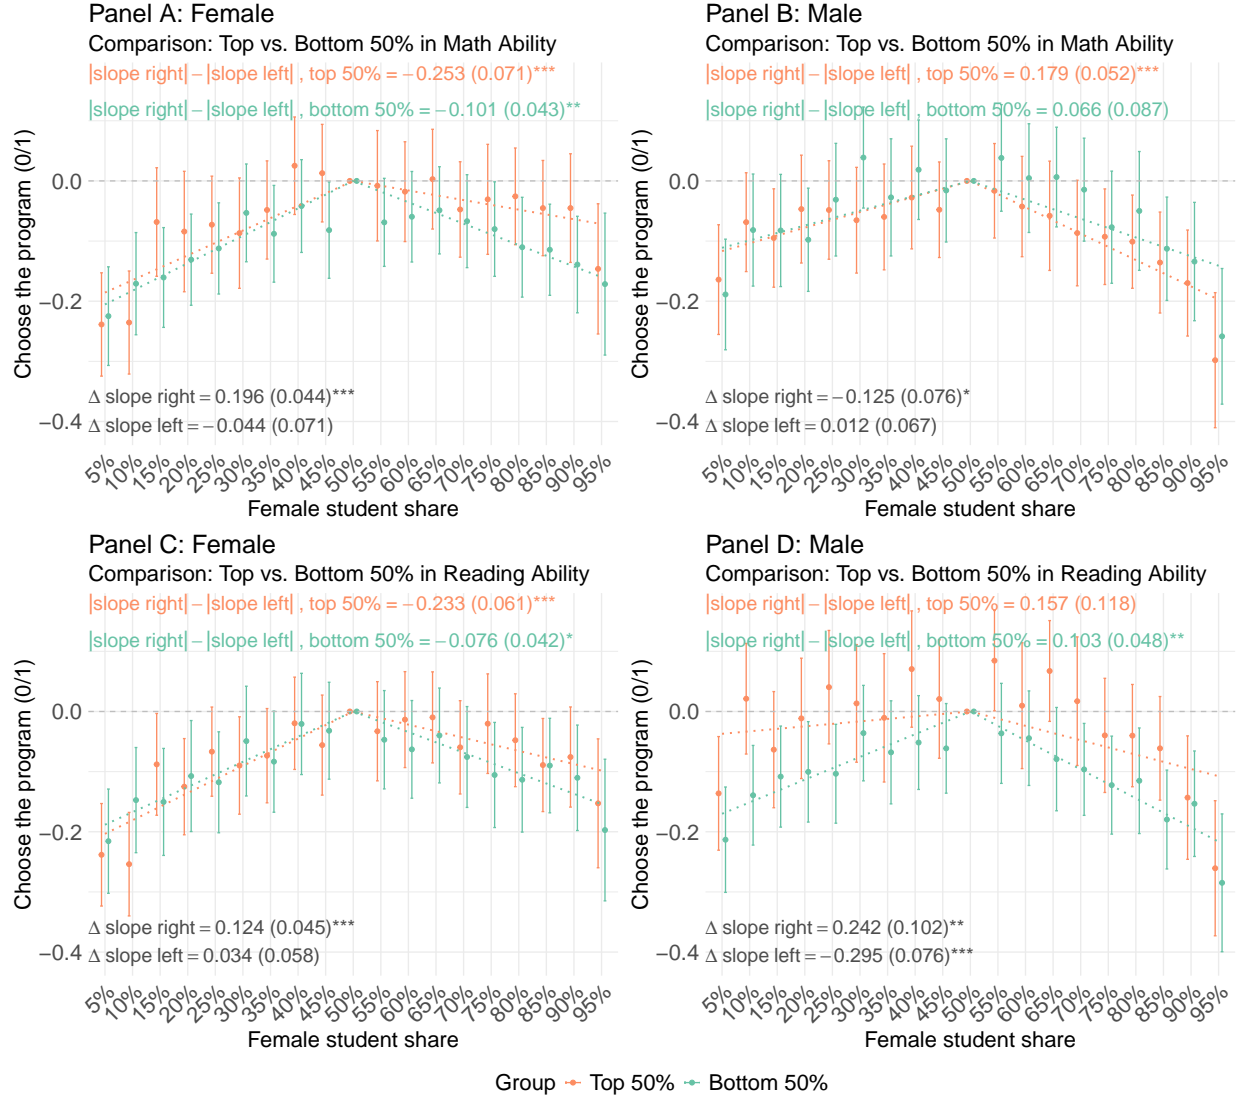 Panel A: Female
Comparison: Top vs. Bottom 50% in Math Ability
|slope right| − |slope left| , top 50% = −0.253 (0.071)***
|slope right| − |slope left| , bottom 50% = −0.101 (0.043)**
Choose the program (0/1)
0.0
−0.2
−0.4
Δ slope right = 0.196 (0.044)***
Δ slope left = −0.044 (0.071)
5% 10% 15% 20% 25% 30% 35% 40% 45% 50% 55% 60% 65% 70% 75% 80% 85% 90% 95%
Female student share
Panel B: Male
Comparison: Top vs. Bottom 50% in Math Ability
|slope right| − |slope left| , top 50% = 0.179 (0.052)***
|slope right| − |slope left| , bottom 50% = 0.066 (0.087)
Choose the program (0/1)
0.0
−0.2
−0.4
Δ slope right = −0.125 (0.076)*
Δ slope left = 0.012 (0.067)
5% 10% 15% 20% 25% 30% 35% 40% 45% 50% 55% 60% 65% 70% 75% 80% 85% 90% 95%
Female student share
Panel C: Female
Comparison: Top vs. Bottom 50% in Reading Ability
|slope right| − |slope left| , top 50% = −0.233 (0.061)***
|slope right| − |slope left| , bottom 50% = −0.076 (0.042)*
Choose the program (0/1)
0.0
−0.2
−0.4
Δ slope right = 0.124 (0.045)***
Δ slope left = 0.034 (0.058)
5% 10% 15% 20% 25% 30% 35% 40% 45% 50% 55% 60% 65% 70% 75% 80% 85% 90% 95%
Female student share
Panel D: Male
Comparison: Top vs. Bottom 50% in Reading Ability
|slope right| − |slope left| , top 50% = 0.157 (0.118)
|slope right| − |slope left| , bottom 50% = 0.103 (0.048)**
Choose the program (0/1)
0.0
−0.2
−0.4
Δ slope right = 0.242 (0.102)**
Δ slope left = −0.295 (0.076)***
5% 10% 15% 20% 25% 30% 35% 40% 45% 50% 55% 60% 65% 70% 75% 80% 85% 90% 95%
Female student share
Group Top 50% Bottom 50%